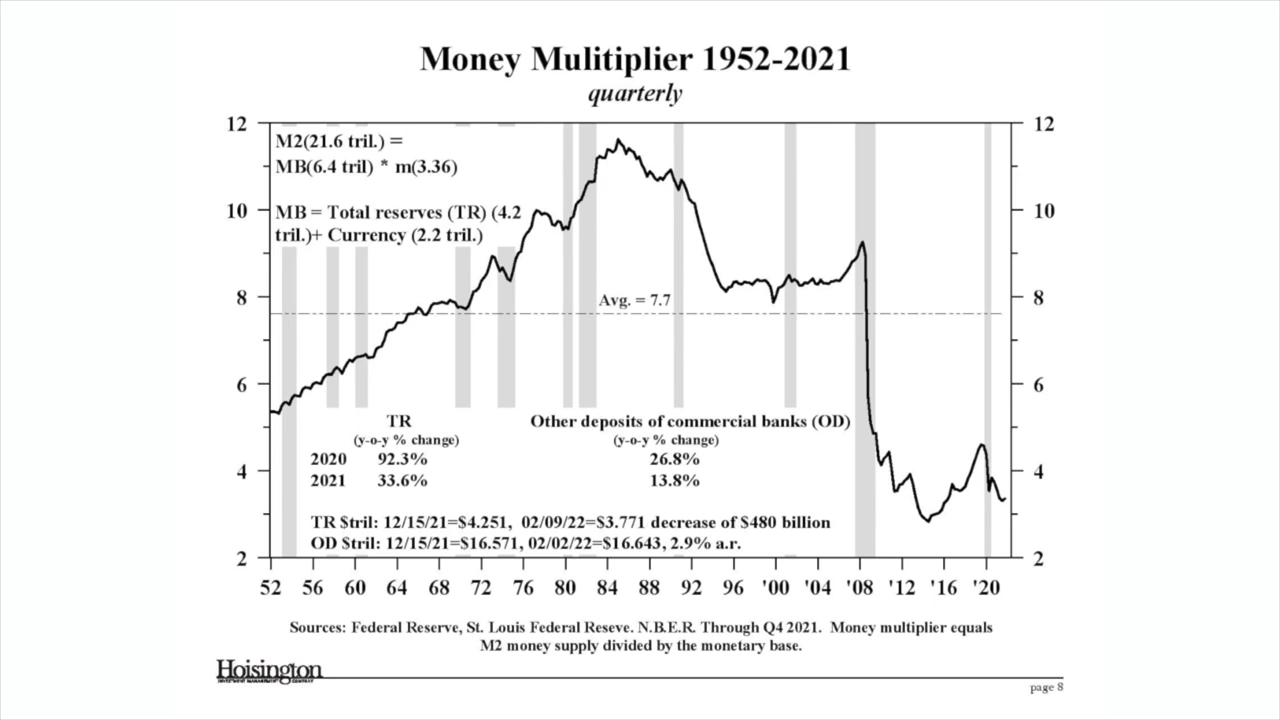 Money Mulitiplier 1952-2021
quarterly
12
10
8
6
4
2
12
10
8
6
4
2
M2(21.6 tril.) =
MB(6.4 tril) * m(3.36)
MB = Total reserves (TR) (4.2
tril.)+ Currency (2.2 tril.)
Avg. = 7.7
TR Other deposits of commercial banks (OD)
(y-o-y % change) (y-o-y % change)
2020 92.3% 26.8%
2021 33.6% 13.8%
TR $tril: 12/15/21=$4.251, 02/09/22=$3.771 decrease of $480 billion
OD $tril: 12/15/21=$16.571, 02/02/22=$16.643, 2.9% a.r.
52 56 60 64 68 72 76 80 84 88 92 96 '00 '04 '08 '12 '16 '20
Sources: Federal Reserve, St. Louis Federal Reseve. N.B.E.R. Through Q4 2021. Money multiplier equals
M2 money supply divided by the monetary base.
Hoisington
INVESTMENT MANAGEMENT COMPANY
page 8